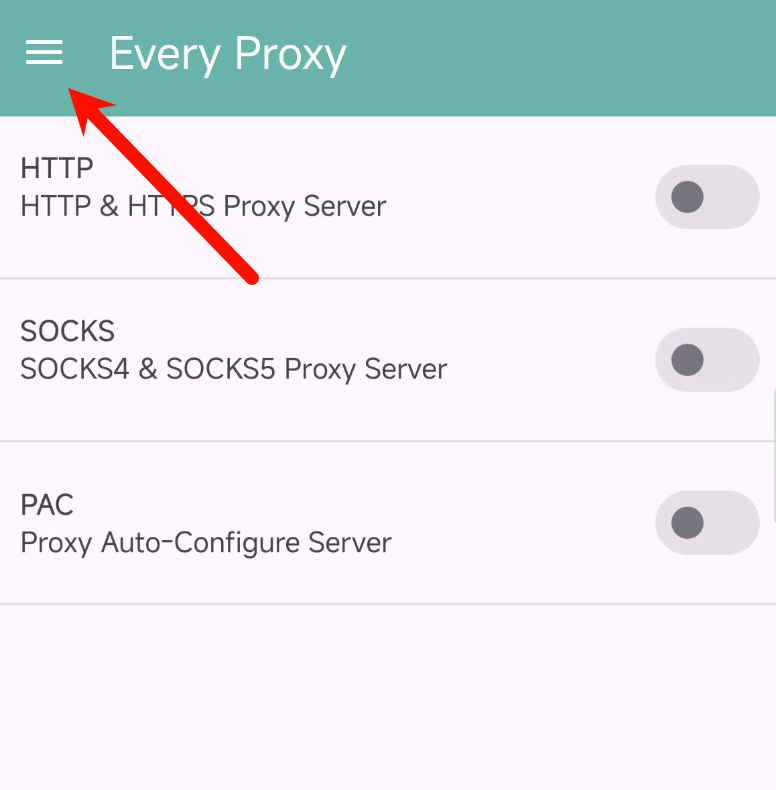 Every Proxy
HTTP
HTTP & HTTPS Proxy Server
SOCKS
SOCKS4 & SOCKS5 Proxy Server
PAC
Proxy Auto-Configure Server